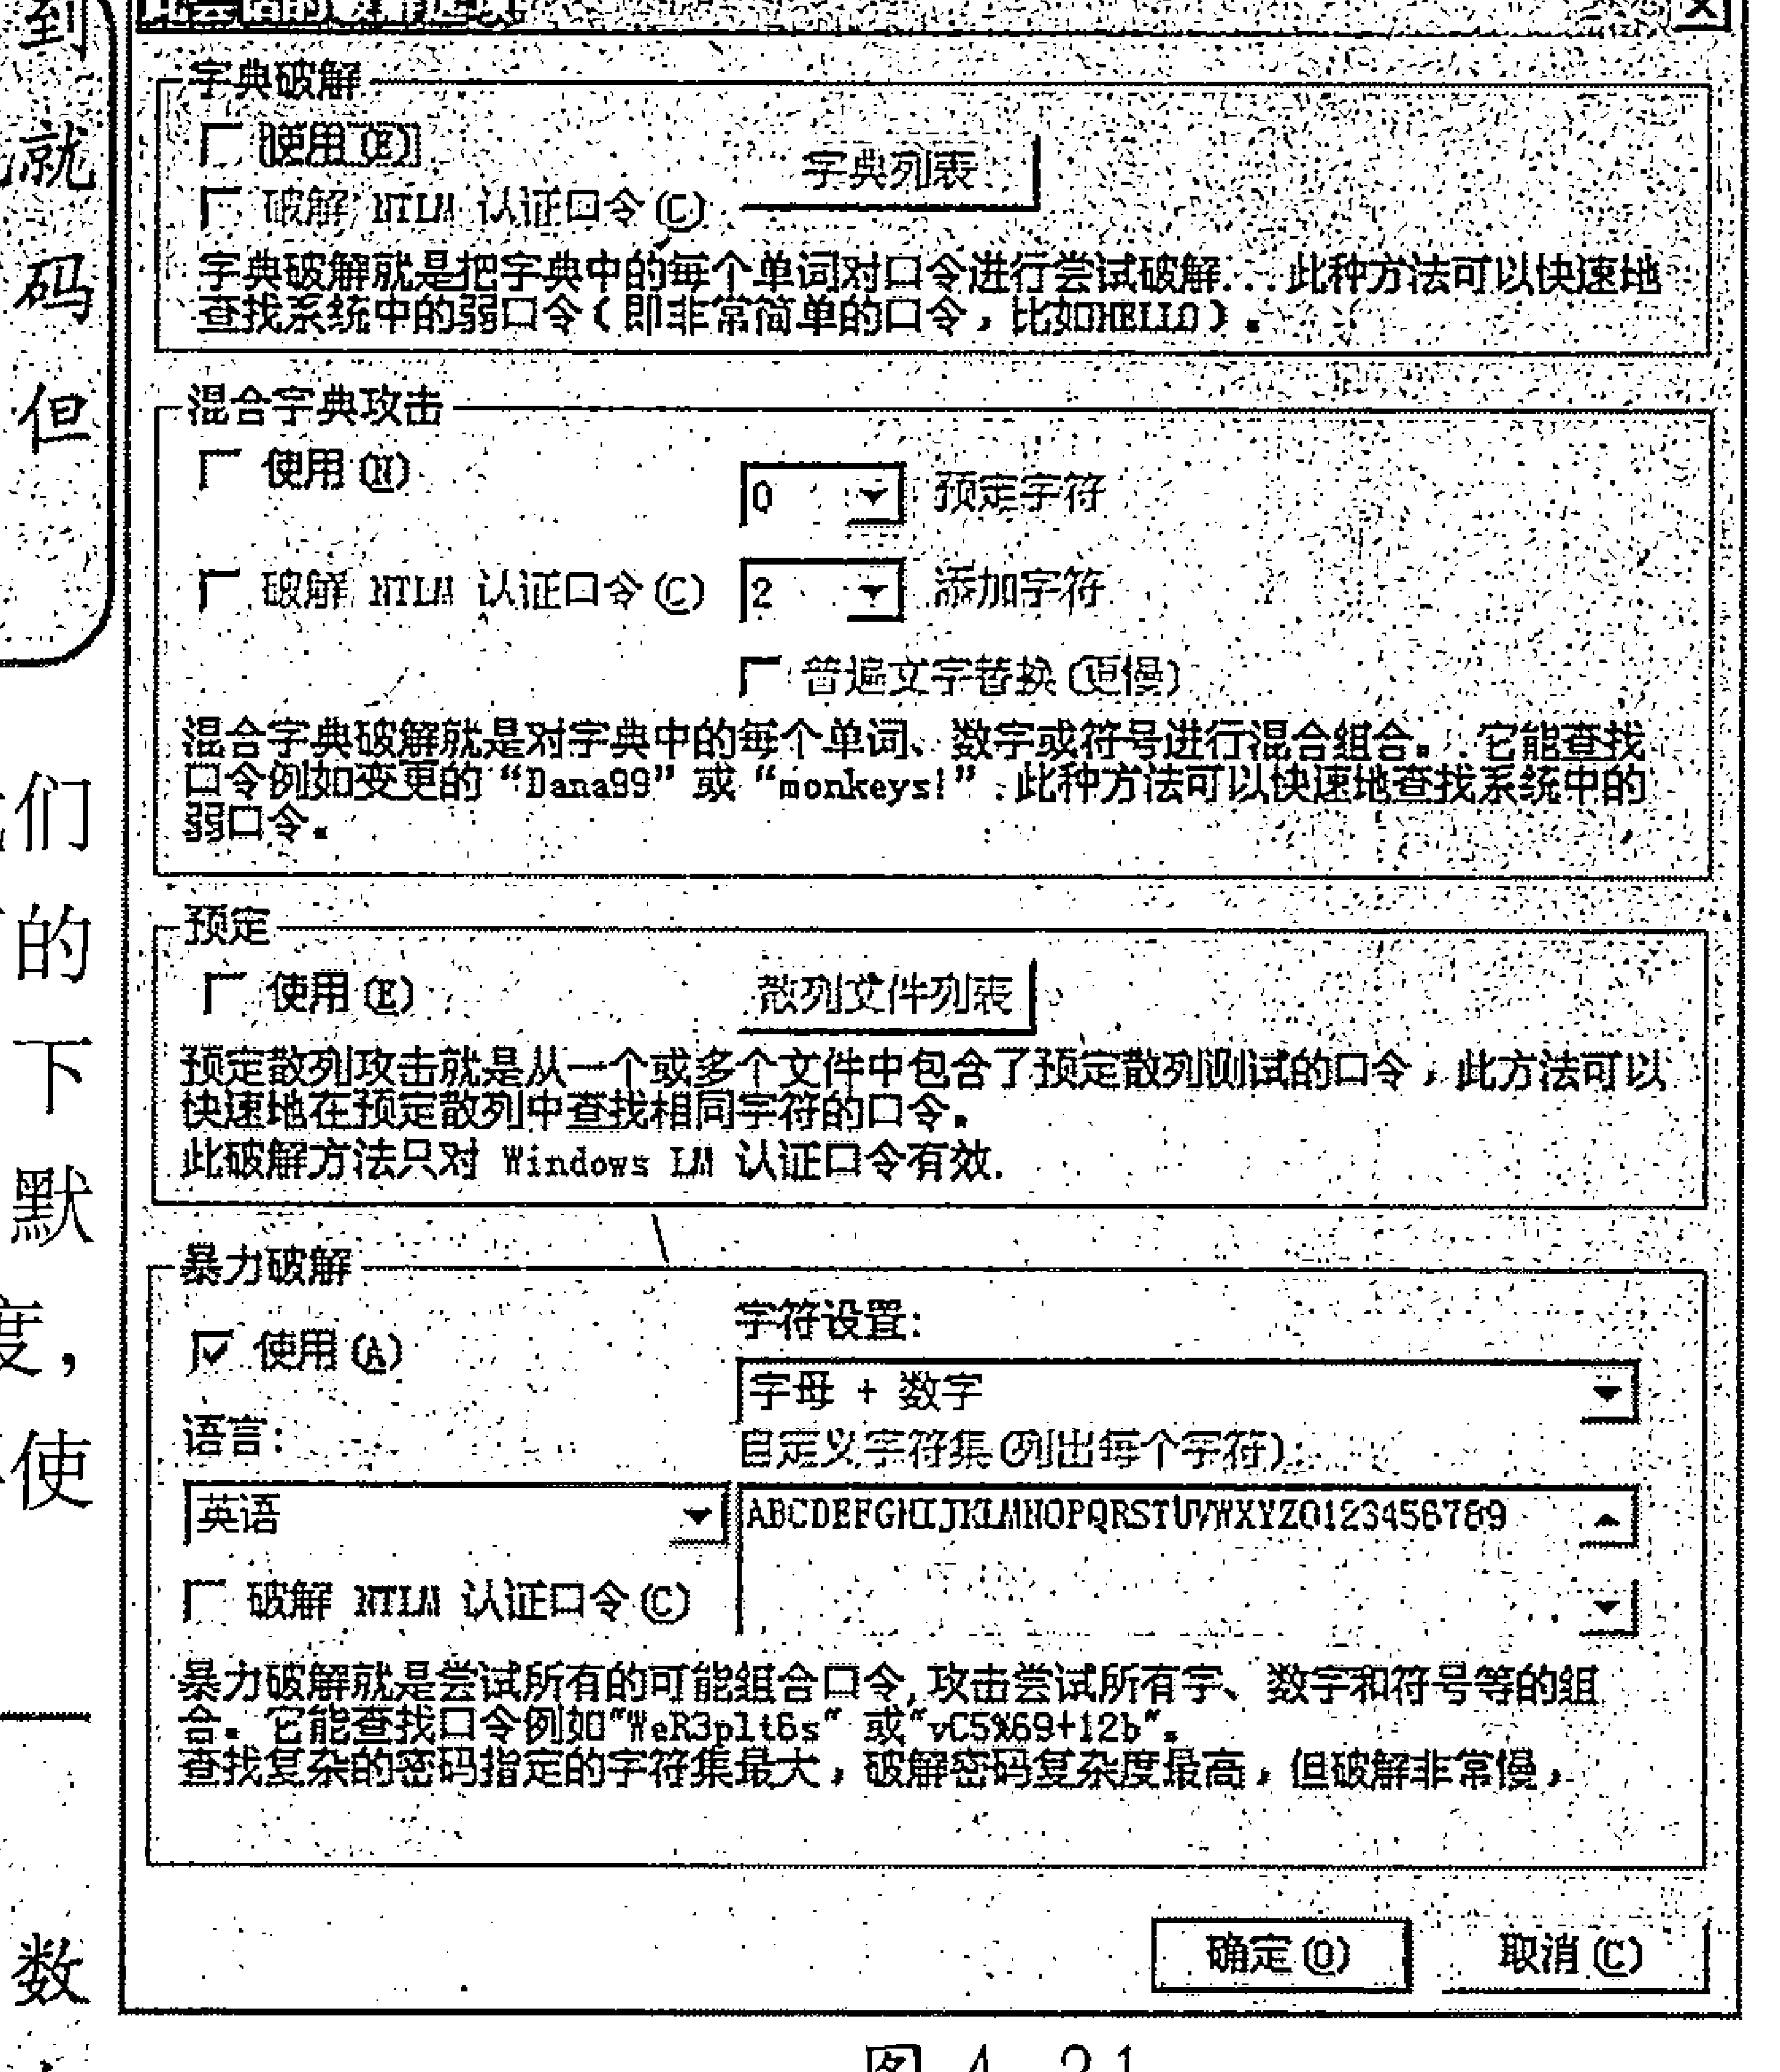 到
就
码
但
们
的
下
默
度，
使
数
此会话的破解选项
字典破解
使用(E)
字典列表
破解 NTLM 认证口令(C)
字典破解就是把字典中的每个单词对口令进行尝试破解... 此种方法可以快速地
查找系统中的弱口令(即非常简单的口令，比如HELLO)。
混合字典攻击
使用(N)
0 预定字符
破解 NTLM 认证口令(C)
2 添加字符
普遍文字替换(更慢)
混合字典破解就是对字典中的每个单词、数字或符号进行混合组合。 它能查找
口令例如变更的“Dana99”或“monkeys!”.此种方法可以快速地查找系统中的
弱口令。
预定
使用(E)
散列文件列表
预定散列攻击就是从一个或多个文件中包含了预定散列测试的口令，此方法可以
快速地在预定散列中查找相同字符的口令。
此破解方法只对 Windows LM 认证口令有效.
暴力破解
使用(A)
字符设置:
字母 + 数字
语言:
自定义字符集(列出每个字符):
英语
ABCDEFGHIJKLMNOPQRSTUVWXYZ0123456789
破解 NTLM 认证口令(C)
暴力破解就是尝试所有的可能组合口令,攻击尝试所有字、数字和符号等的组
合。它能查找口令例如"WeR3plt6s" 或"vC5%69+12b"。
查找复杂的密码指定的字符集最大，破解密码复杂度最高，但破解非常慢，
确定(O)
取消(C)
图 4-21